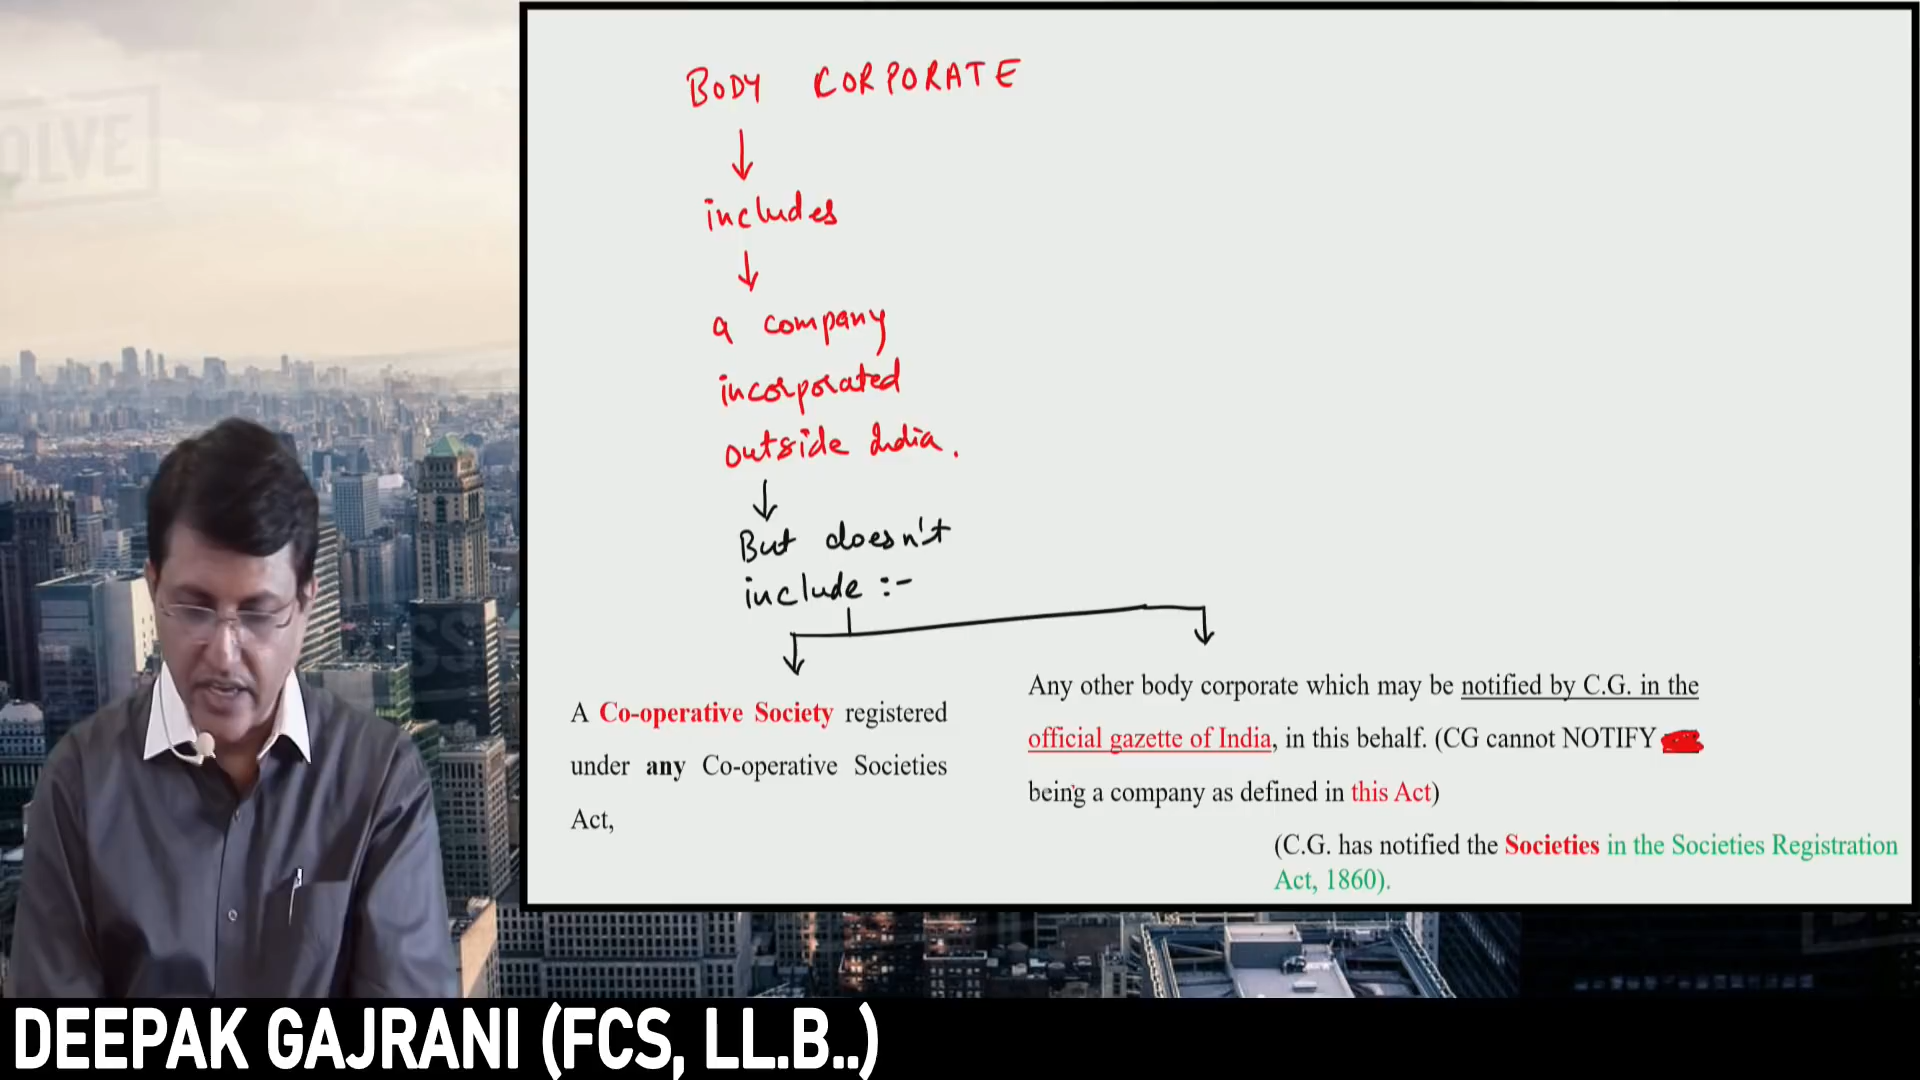 OLVE
BODY CORPORATE
includes
a company
incorporated
outside India.
But doesn't
include :-
A Co-operative Society registered
under any Co-operative Societies
Act,
Any other body corporate which may be notified by C.G. in the
official gazette of India, in this behalf. (CG cannot NOTIFY
being a company as defined in this Act)
(C.G. has notified the Societies in the Societies Registration
Act, 1860).
DEEPAK GAJRANI (FCS, LL.B..)